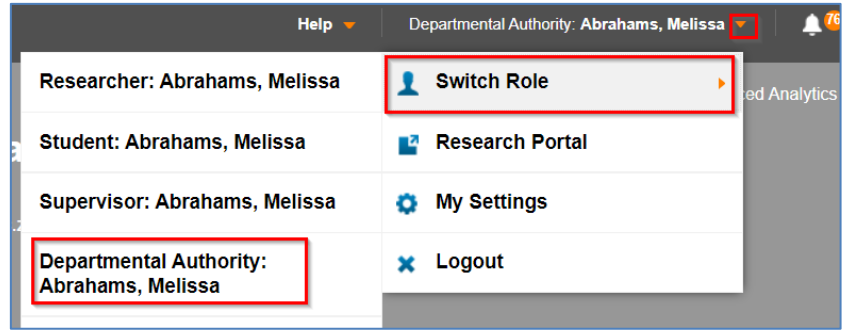 Help
Departmental Authority: Abrahams, Melissa
76
Researcher: Abrahams, Melissa
Student: Abrahams, Melissa
Supervisor: Abrahams, Melissa
Departmental Authority:
Abrahams, Melissa
Switch Role
Research Portal
My Settings
Logout
Analytics